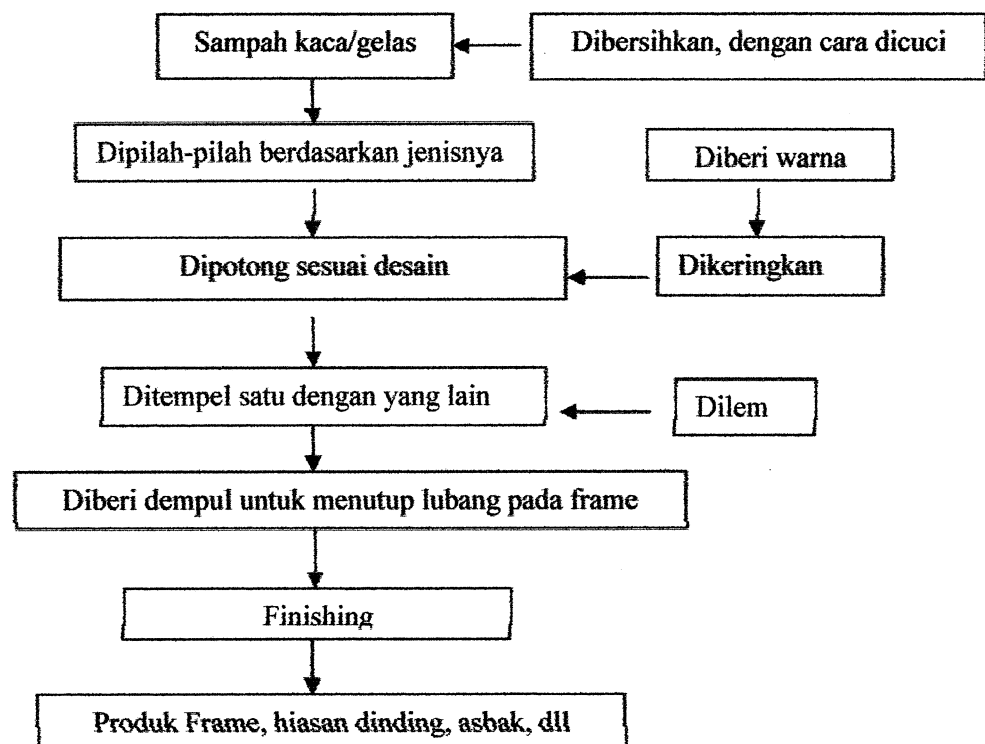 Sampah kaca/gelas
Dibersihkan, dengan cara dicuci
Dipilah-pilah berdasarkan jenisnya
Diberi warna
Dipotong sesuai desain
Dikeringkan
Ditempel satu dengan yang lain
Dilem
Diberi dempul untuk menutup lubang pada frame
Finishing
Produk Frame, hiasan dinding, asbak, dll